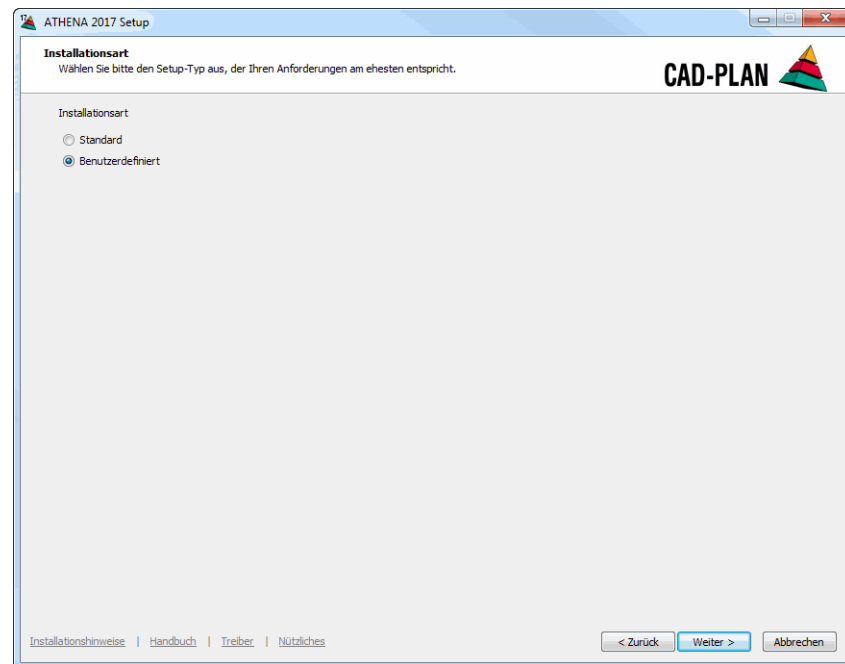 ATHENA 2017 Setup
Installationsart
Wählen Sie bitte den Setup-Typ aus, der Ihren Anforderungen am ehesten entspricht.
CAD-PLAN
Installationsart
Standard
Benutzerdefiniert
Installationshinweise | Handbuch | Treiber | Nützliches
< Zurück Weiter > Abbrechen